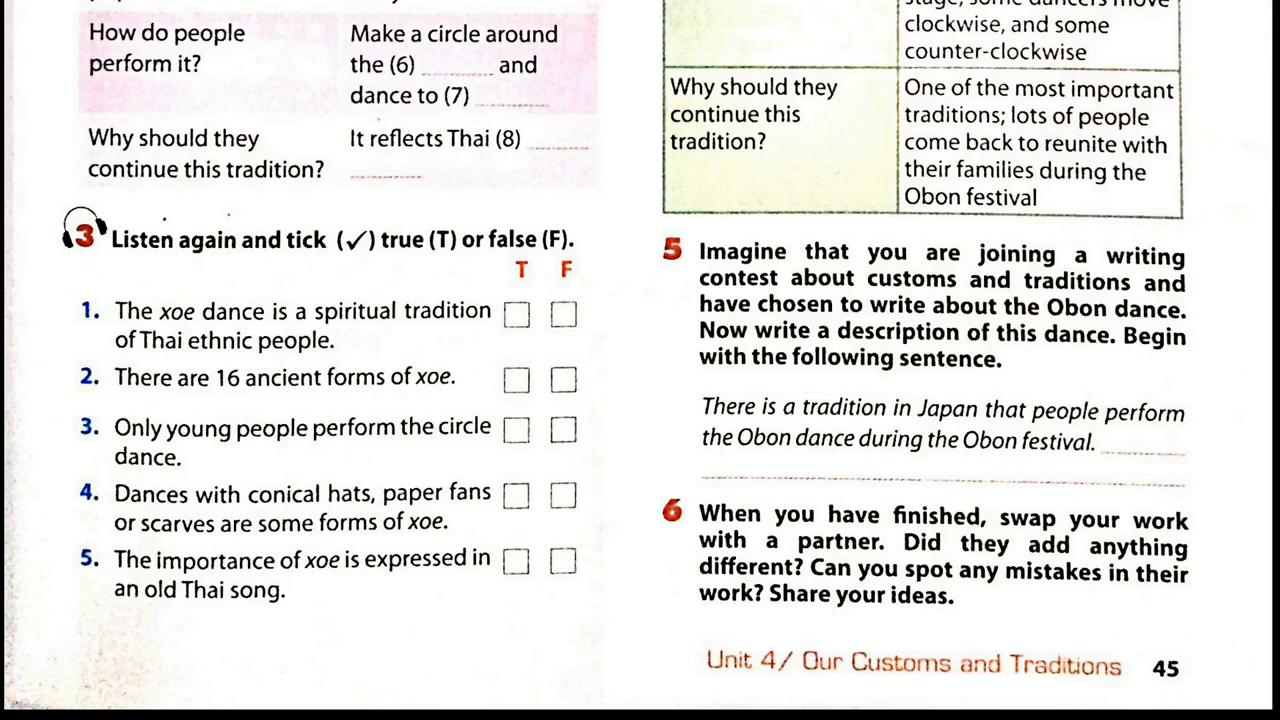 How do people
perform it?
Make a circle around
the (6) ............ and
dance to (7) ............
Why should they
continue this tradition?
It reflects Thai (8) ............
............
3 Listen again and tick (✓) true (T) or false (F).
T F
1. The xoe dance is a spiritual tradition
of Thai ethnic people.
2. There are 16 ancient forms of xoe.
3. Only young people perform the circle
dance.
4. Dances with conical hats, paper fans
or scarves are some forms of xoe.
5. The importance of xoe is expressed in
an old Thai song.
stage, some dancers move
clockwise, and some
counter-clockwise
Why should they
continue this
tradition?
One of the most important
traditions; lots of people
come back to reunite with
their families during the
Obon festival
5 Imagine that you are joining a writing
contest about customs and traditions and
have chosen to write about the Obon dance.
Now write a description of this dance. Begin
with the following sentence.
There is a tradition in Japan that people perform
the Obon dance during the Obon festival. ............
6 When you have finished, swap your work
with a partner. Did they add anything
different? Can you spot any mistakes in their
work? Share your ideas.
Unit 4/ Our Customs and Traditions 45